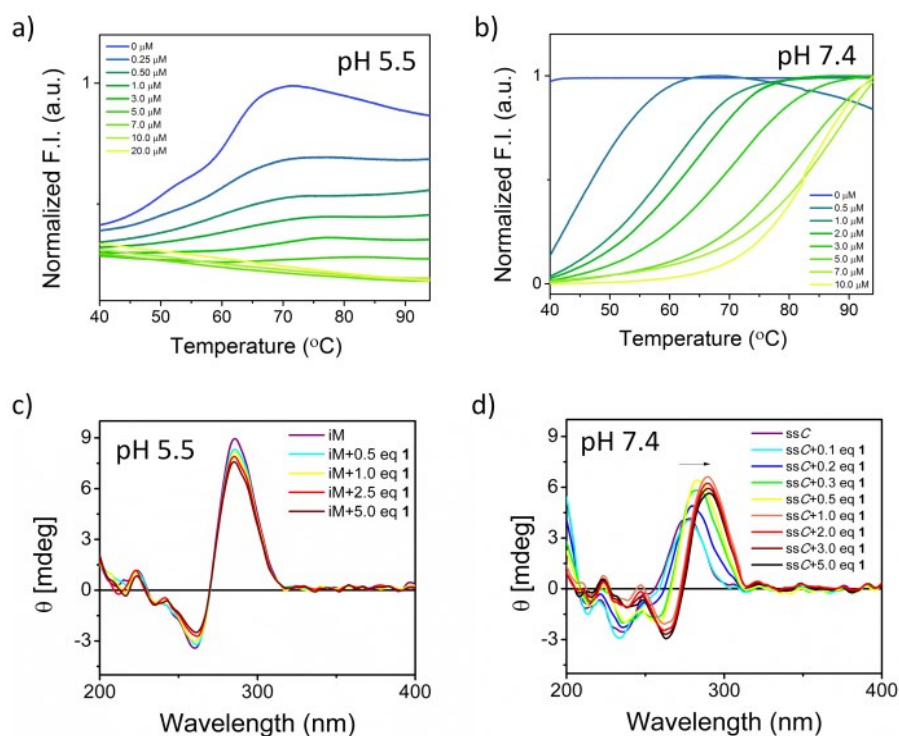 a)
pH 5.5
0 μM
0.25 μM
0.50 μM
1.0 μM
3.0 μM
5.0 μM
7.0 μM
10.0 μM
20.0 μM
1
Normalized F.I. (a.u.)
40 50 60 70 80 90
Temperature (°C)
b)
pH 7.4
0 μM
0.5 μM
1.0 μM
2.0 μM
3.0 μM
5.0 μM
7.0 μM
10.0 μM
1
0
Normalized F.I. (a.u.)
40 50 60 70 80 90
Temperature (°C)
c)
pH 5.5
iM
iM+0.5 eq 1
iM+1.0 eq 1
iM+2.5 eq 1
iM+5.0 eq 1
9
6
3
0
-3
θ [mdeg]
200 300 400
Wavelength (nm)
d)
pH 7.4
ssC
ssC+0.1 eq 1
ssC+0.2 eq 1
ssC+0.3 eq 1
ssC+0.5 eq 1
ssC+1.0 eq 1
ssC+2.0 eq 1
ssC+3.0 eq 1
ssC+5.0 eq 1
9
6
3
0
-3
θ [mdeg]
200 300 400
Wavelength (nm)